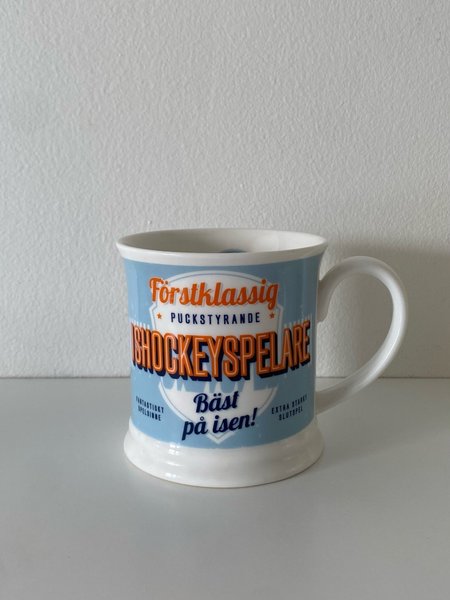 Förstklassig
PUCKSTYRANDE
ISHOCKEYSPELARE
Bäst
på isen!
FANTASTISKT
SPELSINNE
EXTRA STARKT
SLUTSPEL